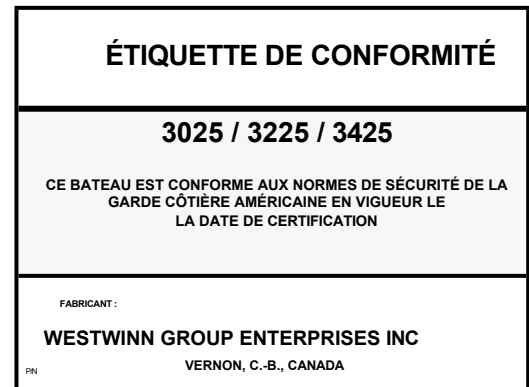 ÉTIQUETTE DE CONFORMITÉ
3025 / 3225 / 3425
CE BATEAU EST CONFORME AUX NORMES DE SÉCURITÉ DE LA
GARDE CÔTIÈRE AMÉRICAINE EN VIGUEUR LE
LA DATE DE CERTIFICATION
FABRICANT :
WESTWINN GROUP ENTERPRISES INC
VERNON, C.-B., CANADA
P/N